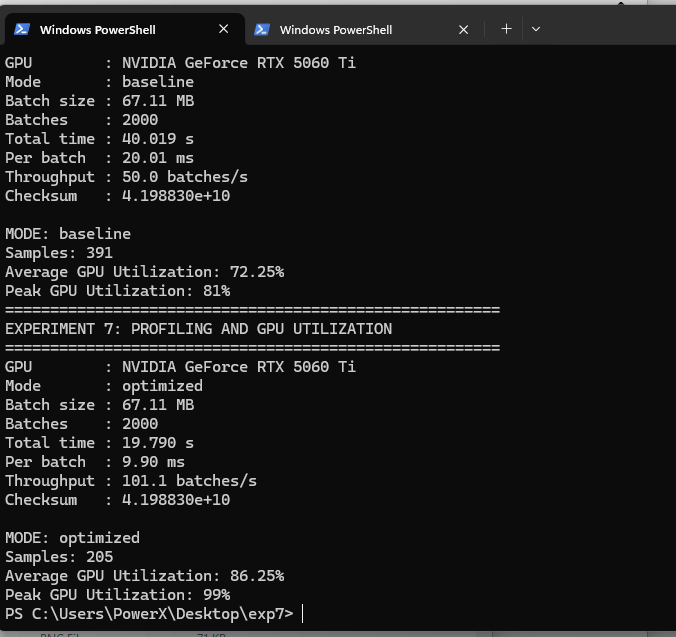 Windows PowerShell
Windows PowerShell
GPU        : NVIDIA GeForce RTX 5060 Ti
Mode       : baseline
Batch size : 67.11 MB
Batches    : 2000
Total time : 40.019 s
Per batch  : 20.01 ms
Throughput : 50.0 batches/s
Checksum   : 4.198830e+10
MODE: baseline
Samples: 391
Average GPU Utilization: 72.25%
Peak GPU Utilization: 81%
=======================================================
EXPERIMENT 7: PROFILING AND GPU UTILIZATION
=======================================================
GPU        : NVIDIA GeForce RTX 5060 Ti
Mode       : optimized
Batch size : 67.11 MB
Batches    : 2000
Total time : 19.790 s
Per batch  : 9.90 ms
Throughput : 101.1 batches/s
Checksum   : 4.198830e+10
MODE: optimized
Samples: 205
Average GPU Utilization: 86.25%
Peak GPU Utilization: 99%
PS C:\Users\PowerX\Desktop\exp7>